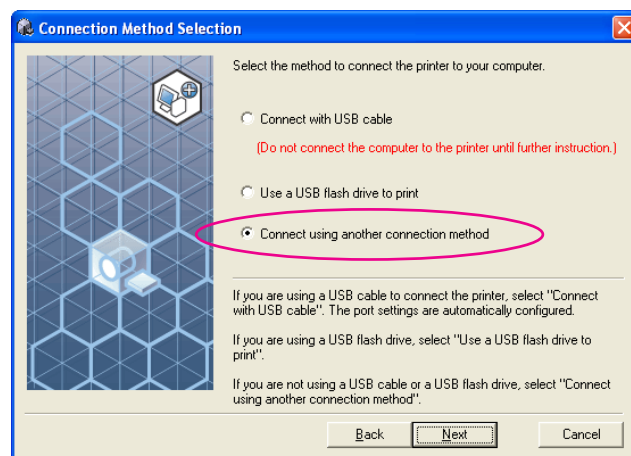 Connection Method Selection
Select the method to connect the printer to your computer.
Connect with USB cable
(Do not connect the computer to the printer until further instruction.)
Use a USB flash drive to print
Connect using another connection method
If you are using a USB cable to connect the printer, select "Connect
with USB cable". The port settings are automatically configured.
If you are using a USB flash drive, select "Use a USB flash drive to
print".
If you are not using a USB cable or a USB flash drive, select "Connect
using another connection method".
Back Next Cancel